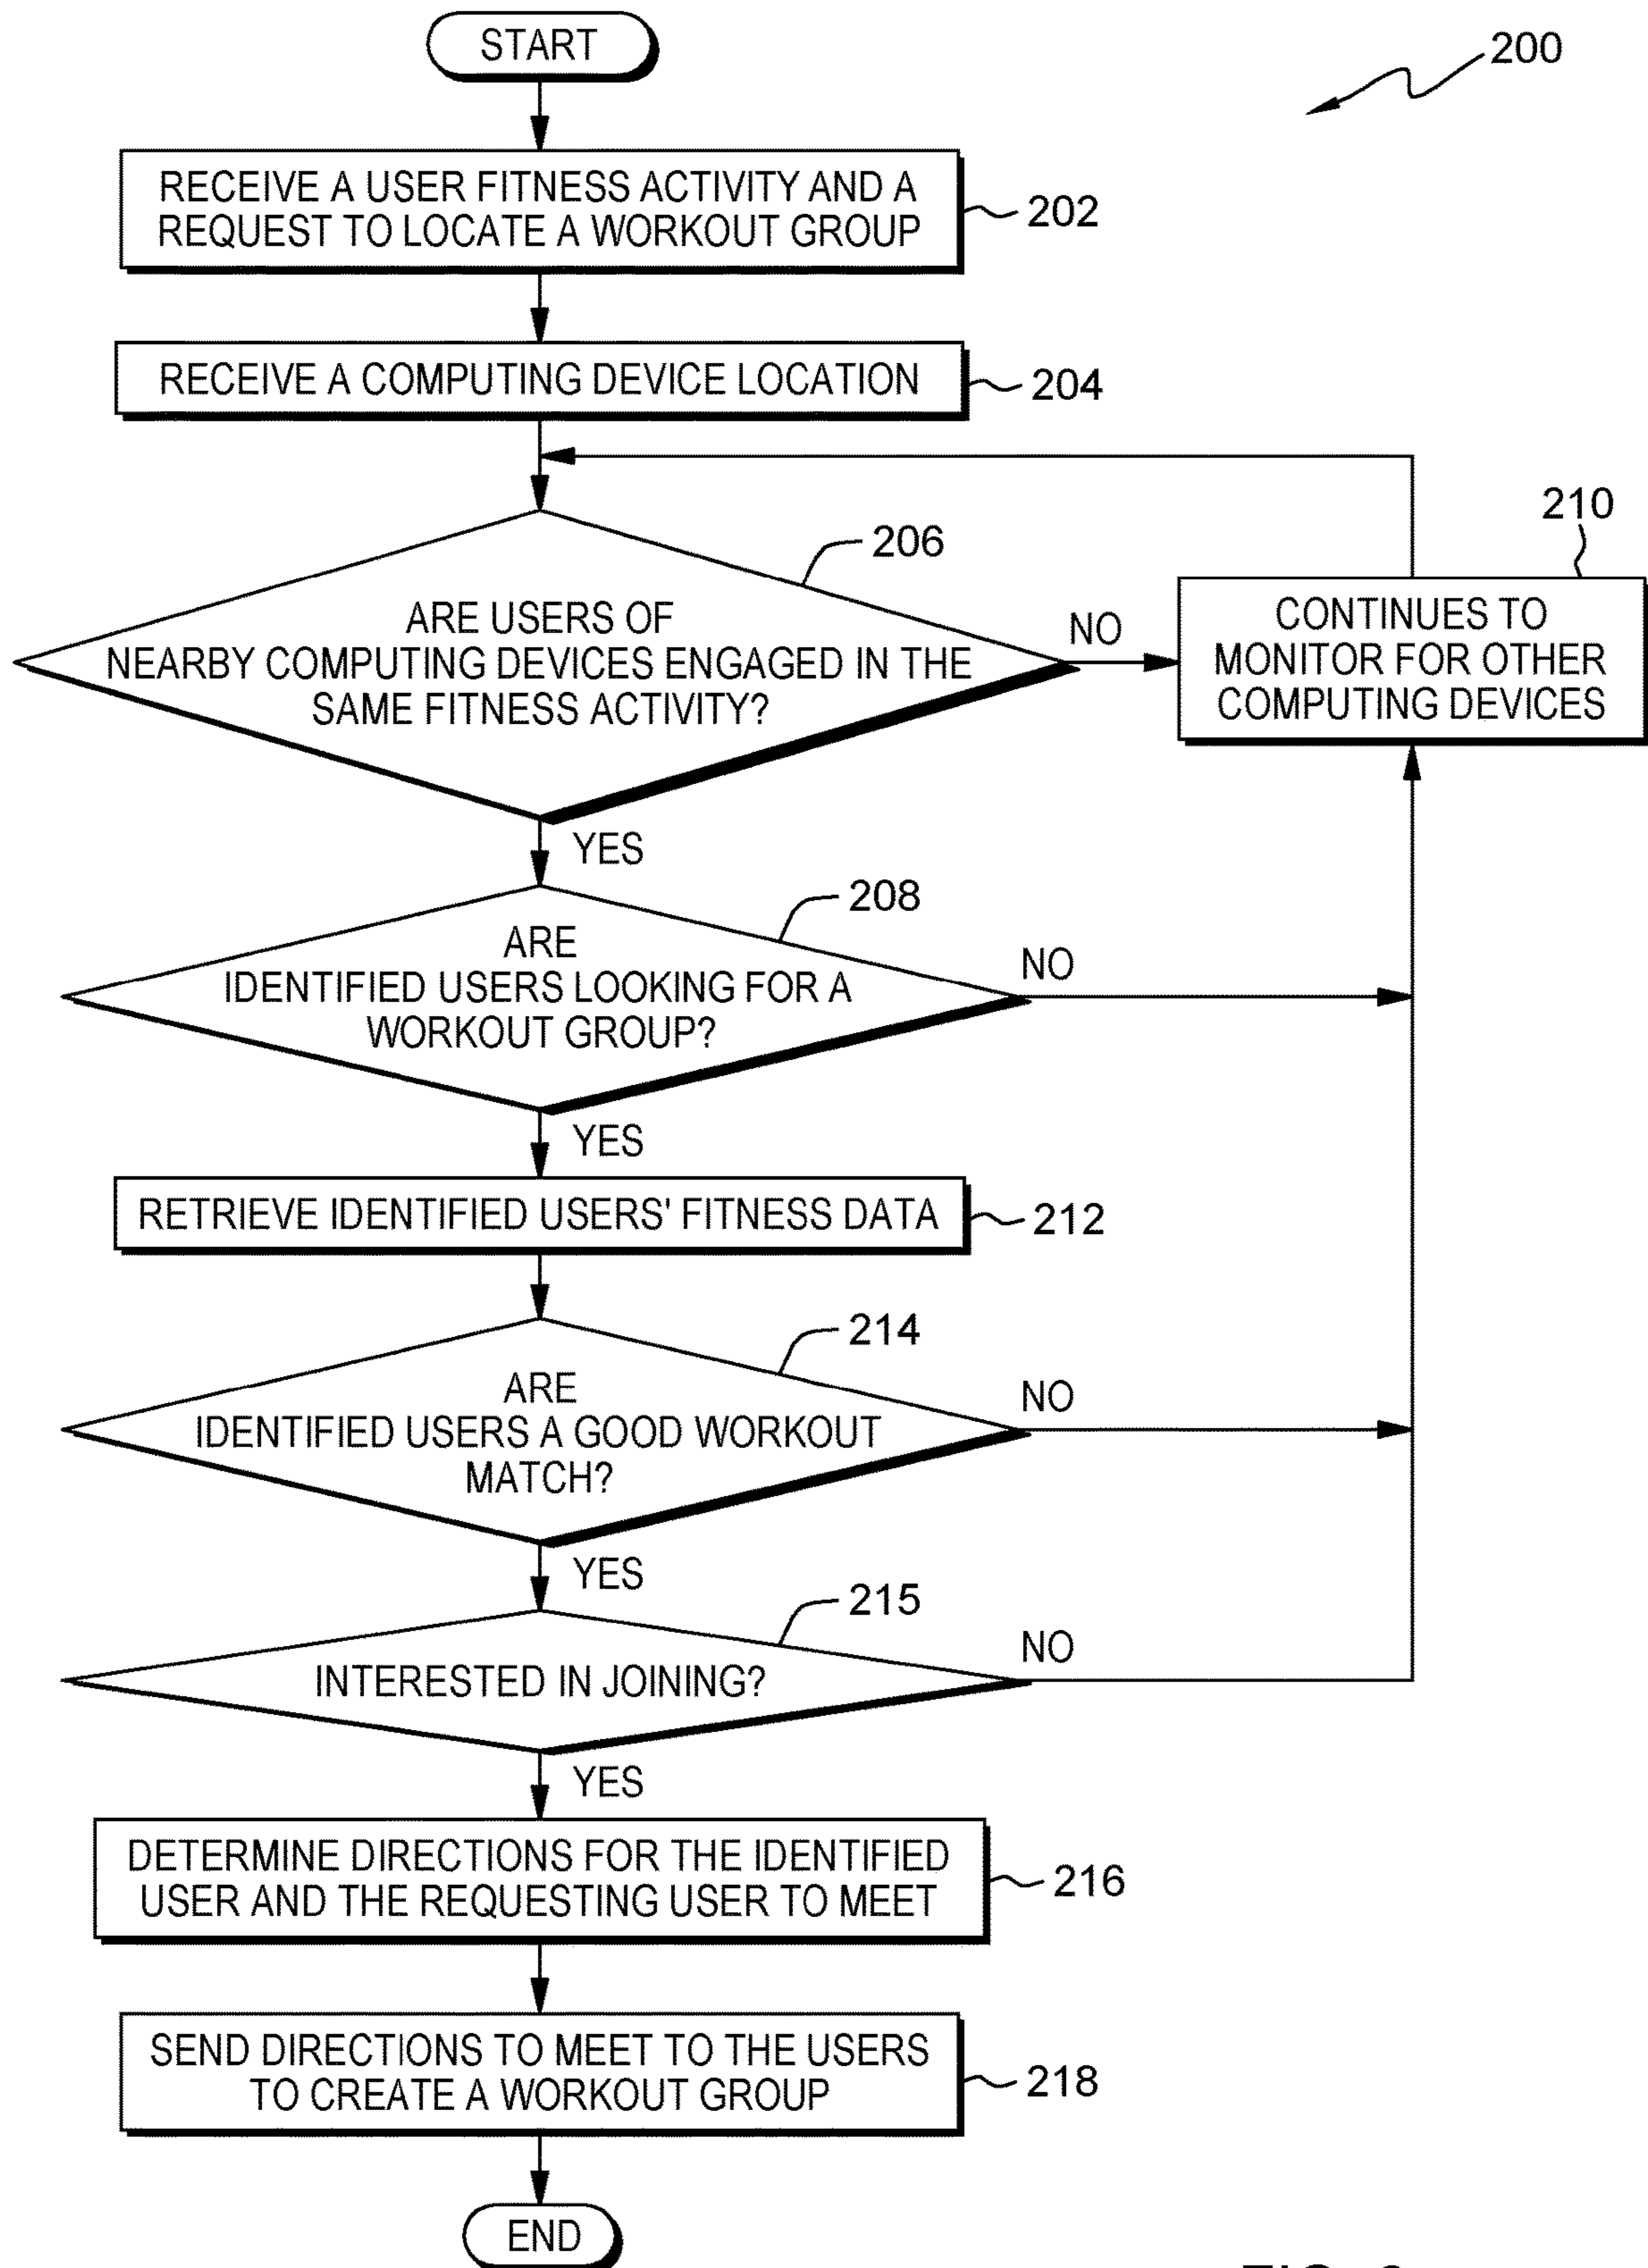 START
200
RECEIVE A USER FITNESS ACTIVITY AND A
REQUEST TO LOCATE A WORKOUT GROUP
202
RECEIVE A COMPUTING DEVICE LOCATION
204
206
ARE USERS OF
NEARBY COMPUTING DEVICES ENGAGED IN THE
SAME FITNESS ACTIVITY?
NO
210
CONTINUES TO
MONITOR FOR OTHER
COMPUTING DEVICES
YES
208
ARE
IDENTIFIED USERS LOOKING FOR A
WORKOUT GROUP?
NO
YES
RETRIEVE IDENTIFIED USERS' FITNESS DATA
212
214
ARE
IDENTIFIED USERS A GOOD WORKOUT
MATCH?
NO
YES
215
INTERESTED IN JOINING?
NO
YES
DETERMINE DIRECTIONS FOR THE IDENTIFIED
USER AND THE REQUESTING USER TO MEET
216
SEND DIRECTIONS TO MEET TO THE USERS
TO CREATE A WORKOUT GROUP
218
END